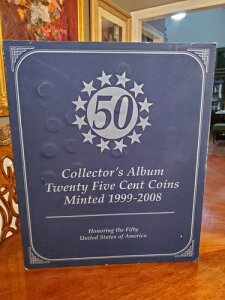 50
Collector's Album
Twenty Five Cent Coins
Minted 1999-2008
Honoring the Fifty
United States of America